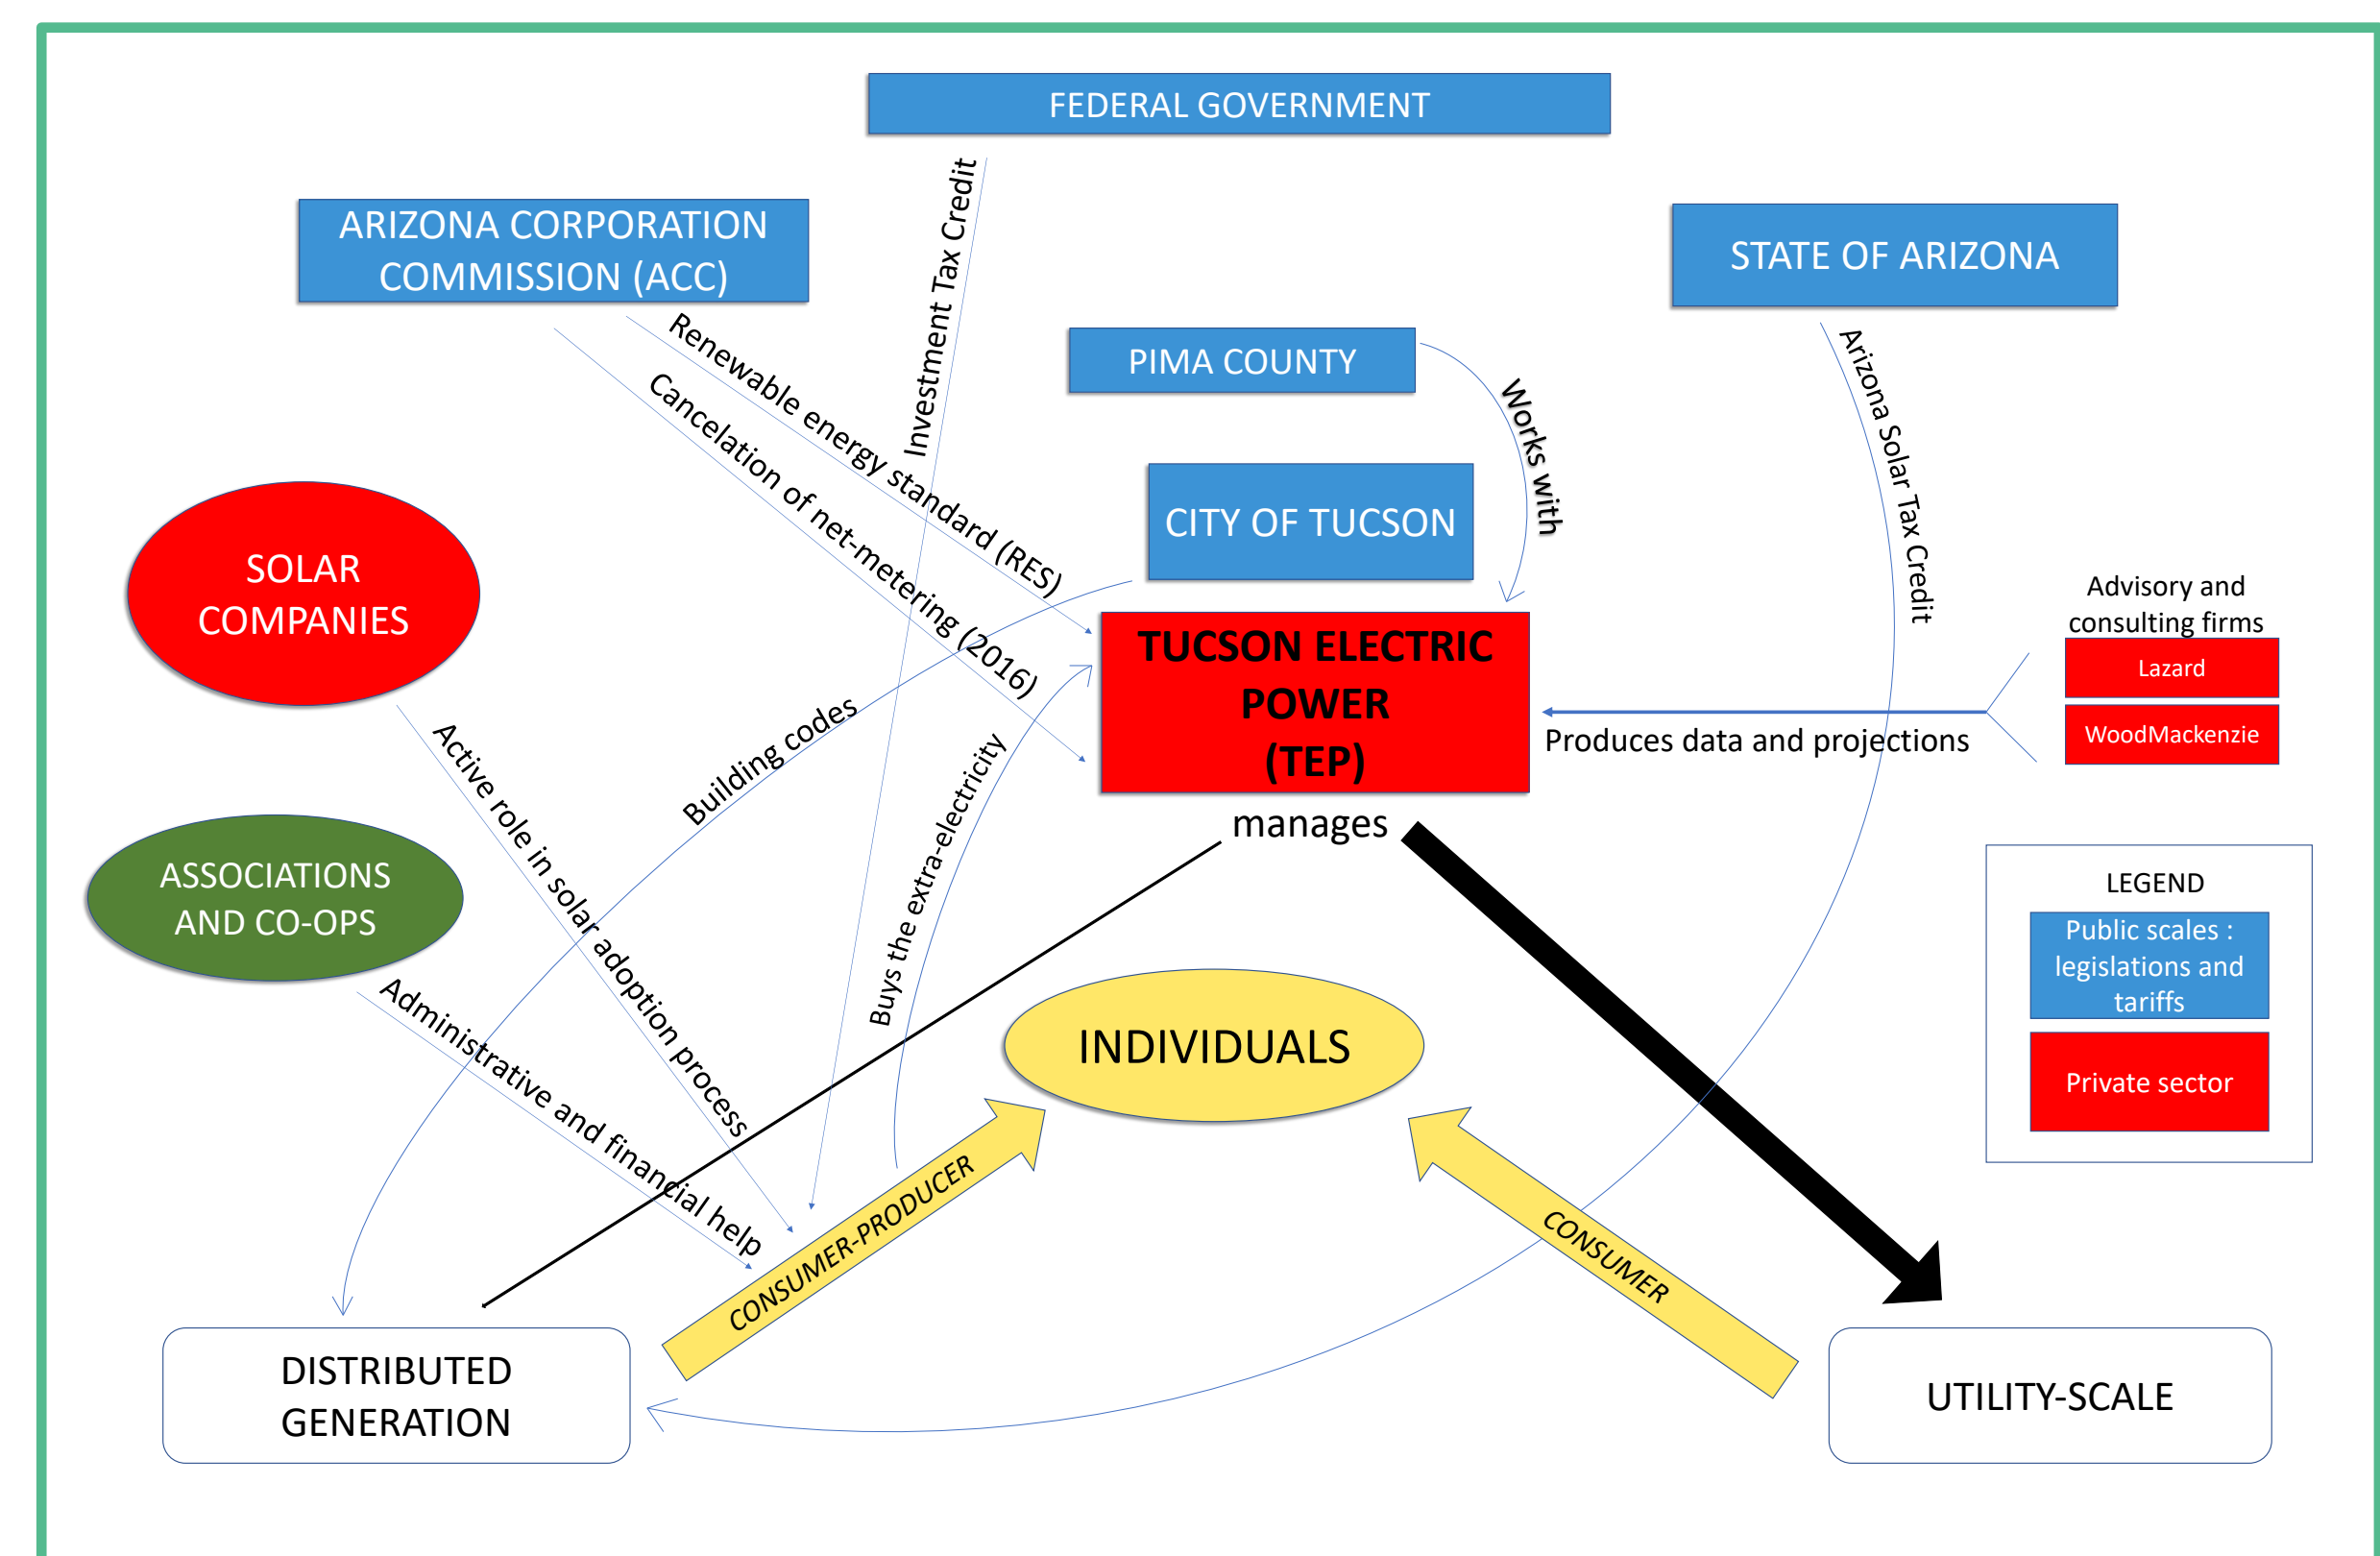 FEDERAL GOVERNMENT
ARIZONA CORPORATION
COMMISSION (ACC)
STATE OF ARIZONA
Investment Tax Credit
Renewable energy standard (RES)
Cancelation of net-metering (2016)
PIMA COUNTY
Works with
Arizona Solar Tax Credit
CITY OF TUCSON
SOLAR
COMPANIES
Advisory and
consulting firms
Lazard
WoodMackenzie
TUCSON ELECTRIC
POWER
(TEP)
Produces data and projections
manages
Building codes
Active role in solar adoption process
Buys the extra-electricity
ASSOCIATIONS
AND CO-OPS
Administrative and financial help
LEGEND
Public scales :
legislations and
tariffs
Private sector
INDIVIDUALS
CONSUMER-PRODUCER
CONSUMER
DISTRIBUTED
GENERATION
UTILITY-SCALE